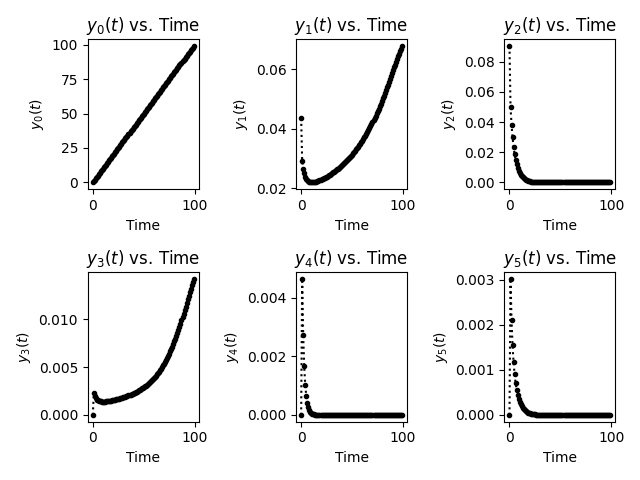 y₀(t) vs. Time
100
75
50
25
0
y₀(t)
0 100
Time
y₁(t) vs. Time
0.06
0.04
0.02
y₁(t)
0 100
Time
y₂(t) vs. Time
0.08
0.06
0.04
0.02
0.00
y₂(t)
0 100
Time
y₃(t) vs. Time
0.010
0.005
0.000
y₃(t)
0 100
Time
y₄(t) vs. Time
0.004
0.002
0.000
y₄(t)
0 100
Time
y₅(t) vs. Time
0.003
0.002
0.001
0.000
y₅(t)
0 100
Time